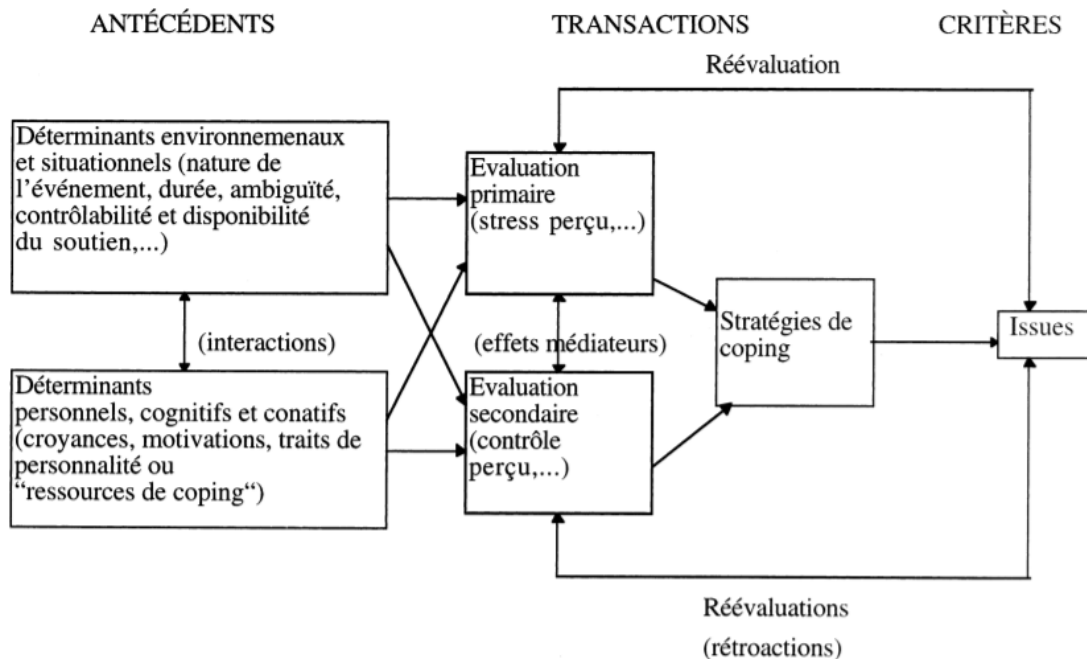 ANTÉCÉDENTS
TRANSACTIONS
CRITÈRES
Réévaluation
Déterminants environnemenaux
et situationnels (nature de
l'événement, durée, ambiguïté,
contrôlabilité et disponibilité
du soutien,...)
Evaluation
primaire
(stress perçu,...)
(interactions)
(effets médiateurs)
Stratégies de
coping
Issues
Déterminants
personnels, cognitifs et conatifs
(croyances, motivations, traits de
personnalité ou
“ressources de coping“)
Evaluation
secondaire
(contrôle
perçu,...)
Réévaluations
(rétroactions)